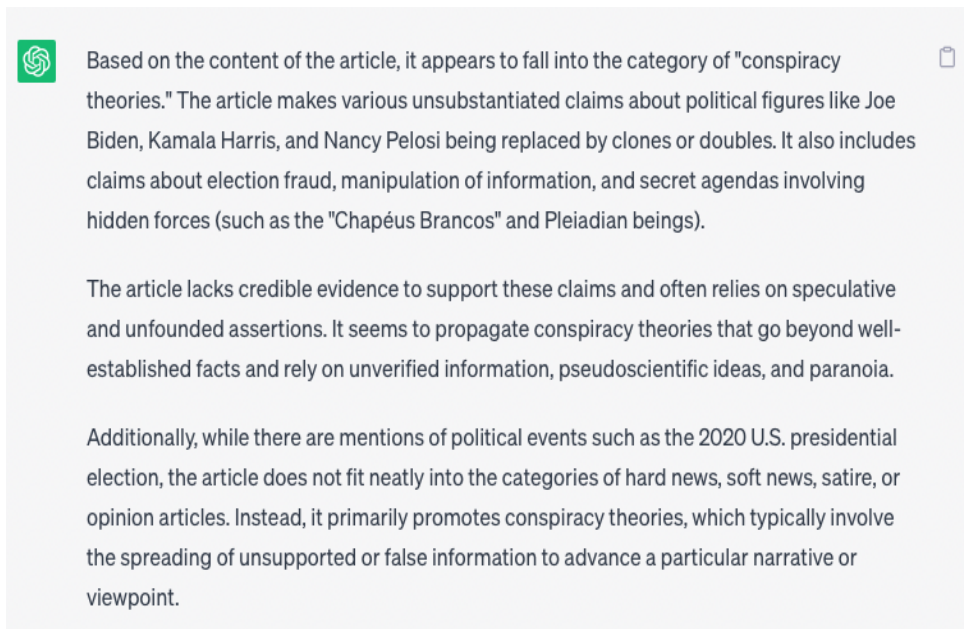 Based on the content of the article, it appears to fall into the category of "conspiracy
theories." The article makes various unsubstantiated claims about political figures like Joe
Biden, Kamala Harris, and Nancy Pelosi being replaced by clones or doubles. It also includes
claims about election fraud, manipulation of information, and secret agendas involving
hidden forces (such as the "Chapéus Brancos" and Pleiadian beings).
The article lacks credible evidence to support these claims and often relies on speculative
and unfounded assertions. It seems to propagate conspiracy theories that go beyond well-
established facts and rely on unverified information, pseudoscientific ideas, and paranoia.
Additionally, while there are mentions of political events such as the 2020 U.S. presidential
election, the article does not fit neatly into the categories of hard news, soft news, satire, or
opinion articles. Instead, it primarily promotes conspiracy theories, which typically involve
the spreading of unsupported or false information to advance a particular narrative or
viewpoint.